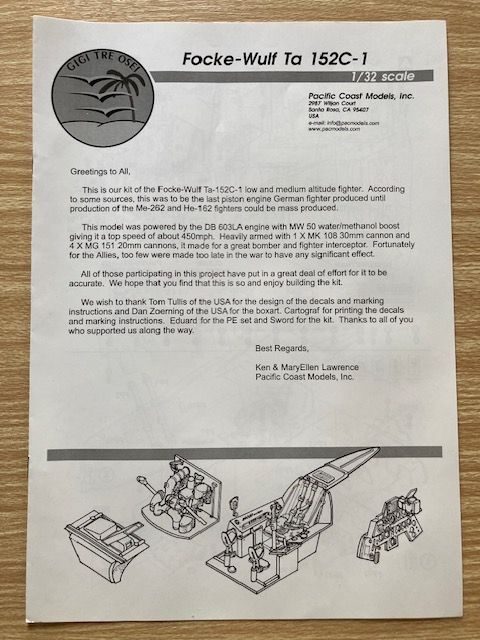 GIGI TRE OSEI
Focke-Wulf Ta 152C-1
1/32 scale
Pacific Coast Models, Inc.
2987 Wiljan Court
Santa Rosa, CA 95407
USA
e-mail: info@pacmodels.com
www.pacmodels.com
Greetings to All,
This is our kit of the Focke-Wulf Ta-152C-1 low and medium altitude fighter. According
to some sources, this was to be the last piston engine German fighter produced until
production of the Me-262 and He-162 fighters could be mass produced.
This model was powered by the DB 603LA engine with MW 50 water/methanol boost
giving it a top speed of about 450mph. Heavily armed with 1 X MK 108 30mm cannon and
4 X MG 151 20mm cannons, it made for a great bomber and fighter interceptor. Fortunately
for the Allies, too few were made too late in the war to have any significant effect.
All of those participating in this project have put in a great deal of effort for it to be
accurate. We hope that you find that this is so and enjoy building the kit.
We wish to thank Tom Tullis of the USA for the design of the decals and marking
instructions and Dan Zoerning of the USA for the boxart. Cartograf for printing the decals
and marking instructions. Eduard for the PE set and Sword for the kit. Thanks to all of you
who supported us along the way.
Best Regards,
Ken & MaryEllen Lawrence
Pacific Coast Models, Inc.